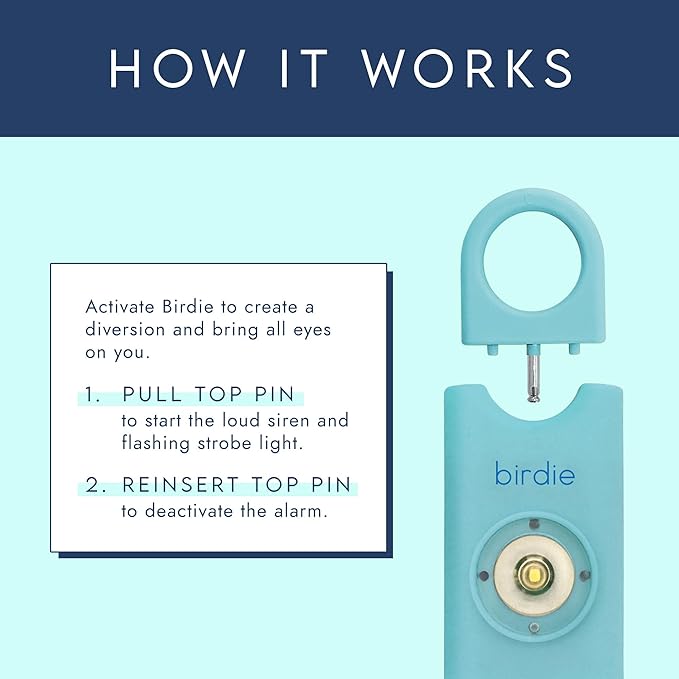 HOW IT WORKS
Activate Birdie to create a
diversion and bring all eyes
on you.
1. PULL TOP PIN
to start the loud siren and
flashing strobe light.
2. REINSERT TOP PIN
to deactivate the alarm.
birdie